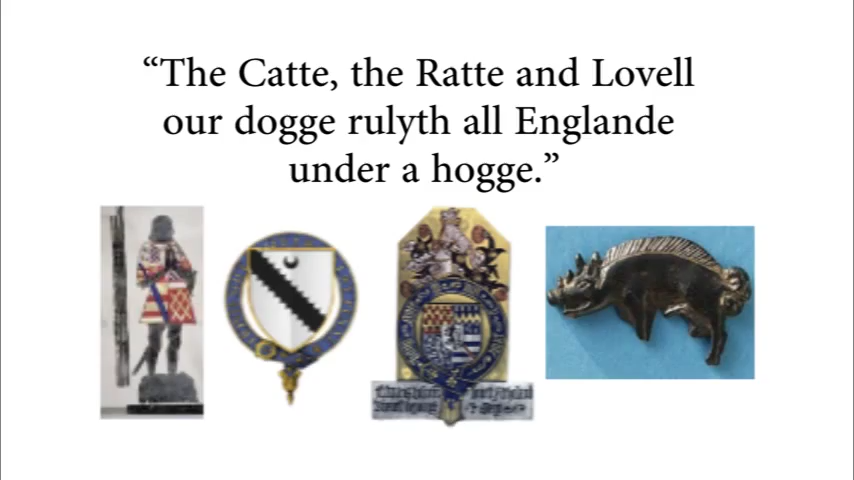 “The Catte, the Ratte and Lovell
our dogge rulyth all Englande
under a hogge.”